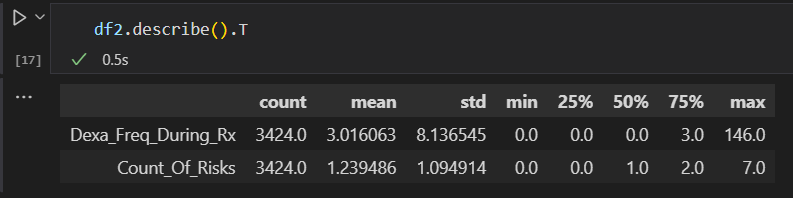 df2.describe().T
[17] 0.5s
...
count mean std min 25% 50% 75% max
Dexa_Freq_During_Rx 3424.0 3.016063 8.136545 0.0 0.0 0.0 3.0 146.0
Count_Of_Risks 3424.0 1.239486 1.094914 0.0 0.0 1.0 2.0 7.0